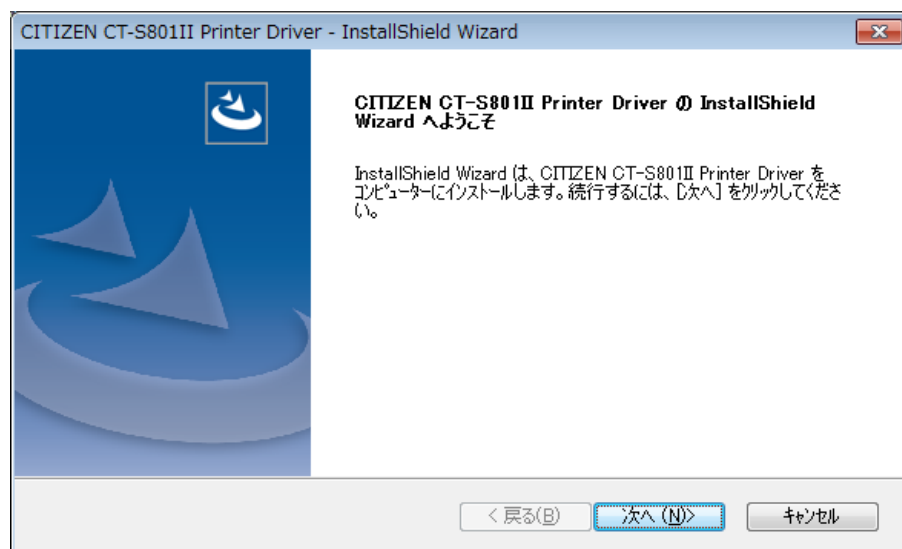 CITIZEN CT-S801II Printer Driver - InstallShield Wizard
CITIZEN CT-S801Ⅱ Printer Driver の InstallShield
Wizard へようこそ
InstallShield Wizard は、CITIZEN CT-S801Ⅱ Printer Driver を
コンピューターにインストールします。続行するには、[次へ] をクリックしてくださ
い。
< 戻る(B) 次へ (N)> キャンセル